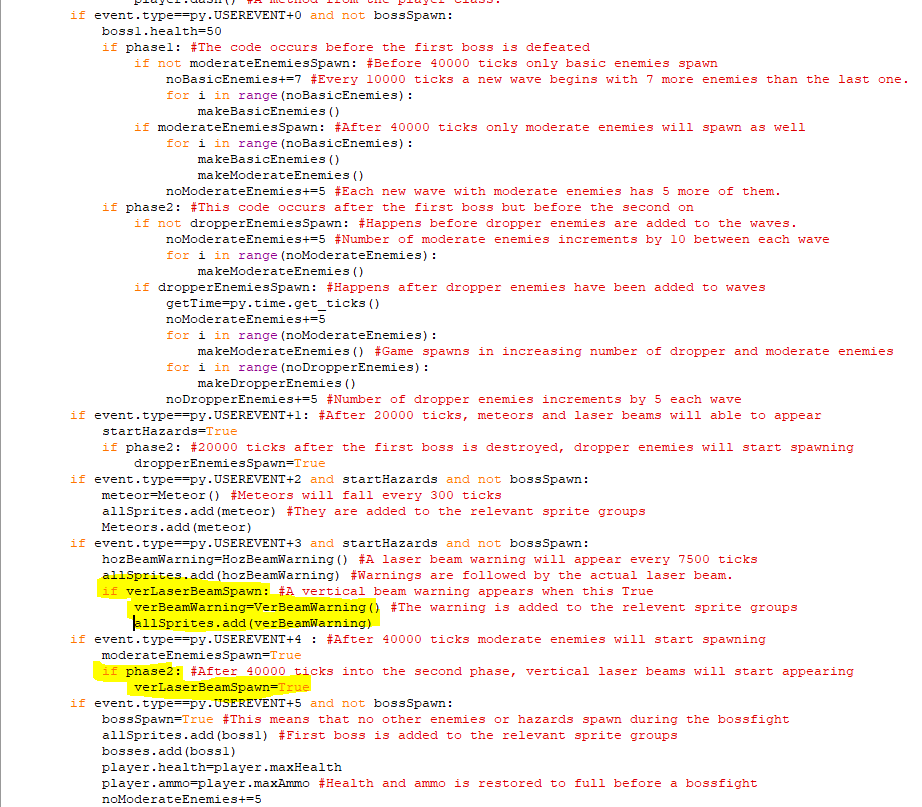 player.dash() #A method from the player class.
if event.type==py.USEREVENT+0 and not bossSpawn:
boss1.health=50
if phase1: #The code occurs before the first boss is defeated
if not moderateEnemiesSpawn: #Before 40000 ticks only basic enemies spawn
noBasicEnemies+=7 #Every 10000 ticks a new wave begins with 7 more enemies than the last one.
for i in range(noBasicEnemies):
makeBasicEnemies()
if moderateEnemiesSpawn: #After 40000 ticks only moderate enemies will spawn as well
for i in range(noBasicEnemies):
makeBasicEnemies()
makeModerateEnemies()
noModerateEnemies+=5 #Each new wave with moderate enemies has 5 more of them.
if phase2: #This code occurs after the first boss but before the second on
if not dropperEnemiesSpawn: #Happens before dropper enemies are added to the waves.
noModerateEnemies+=5 #Number of moderate enemies increments by 10 between each wave
for i in range(noModerateEnemies):
makeModerateEnemies()
if dropperEnemiesSpawn: #Happens after dropper enemies have been added to waves
getTime=py.time.get_ticks()
noModerateEnemies+=5
for i in range(noModerateEnemies):
makeModerateEnemies() #Game spawns in increasing number of dropper and moderate enemies
for i in range(noDropperEnemies):
makeDropperEnemies()
noDropperEnemies+=5 #Number of dropper enemies increments by 5 each wave
if event.type==py.USEREVENT+1: #After 20000 ticks, meteors and laser beams will able to appear
startHazards=True
if phase2: #20000 ticks after the first boss is destroyed, dropper enemies will start spawning
dropperEnemiesSpawn=True
if event.type==py.USEREVENT+2 and startHazards and not bossSpawn:
meteor=Meteor() #Meteors will fall every 300 ticks
allSprites.add(meteor) #They are added to the relevant sprite groups
Meteors.add(meteor)
if event.type==py.USEREVENT+3 and startHazards and not bossSpawn:
hozBeamWarning=HozBeamWarning() #A laser beam warning will appear every 7500 ticks
allSprites.add(hozBeamWarning) #Warnings are followed by the actual laser beam.
if verLaserBeamSpawn: #A vertical beam warning appears when this True
verBeamWarning=VerBeamWarning() #The warning is added to the relevent sprite groups
allSprites.add(verBeamWarning)
if event.type==py.USEREVENT+4 : #After 40000 ticks moderate enemies will start spawning
moderateEnemiesSpawn=True
if phase2: #After 40000 ticks into the second phase, vertical laser beams will start appearing
verLaserBeamSpawn=True
if event.type==py.USEREVENT+5 and not bossSpawn:
bossSpawn=True #This means that no other enemies or hazards spawn during the bossfight
allSprites.add(boss1) #First boss is added to the relevant sprite groups
bosses.add(boss1)
player.health=player.maxHealth
player.ammo=player.maxAmmo #Health and ammo is restored to full before a bossfight
noModerateEnemies+=5